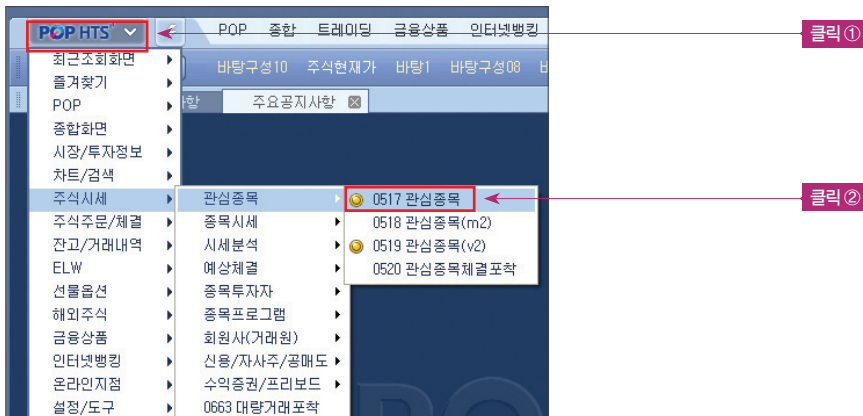 POP HTS POP 종합 트레이딩 금융상품 인터넷뱅킹 클릭 ①
최근조회화면 바탕구성10 주식현재가 바탕1 바탕구성08
즐겨찾기
POP 주요공지사항
종합화면
시장/투자정보
차트/검색
주식시세 관심종목 0517 관심종목 클릭 ②
주식주문/체결 종목시세 0518 관심종목(m2)
잔고/거래내역 시세분석 0519 관심종목(v2)
ELW 예상체결 0520 관심종목체결포착
선물옵션 종목투자자
해외주식 종목프로그램
금융상품 회원사(거래원)
인터넷뱅킹 신용/자사주/공매도
온라인지점 수익증권/프리보드
설정/도구 0663 대량거래포착